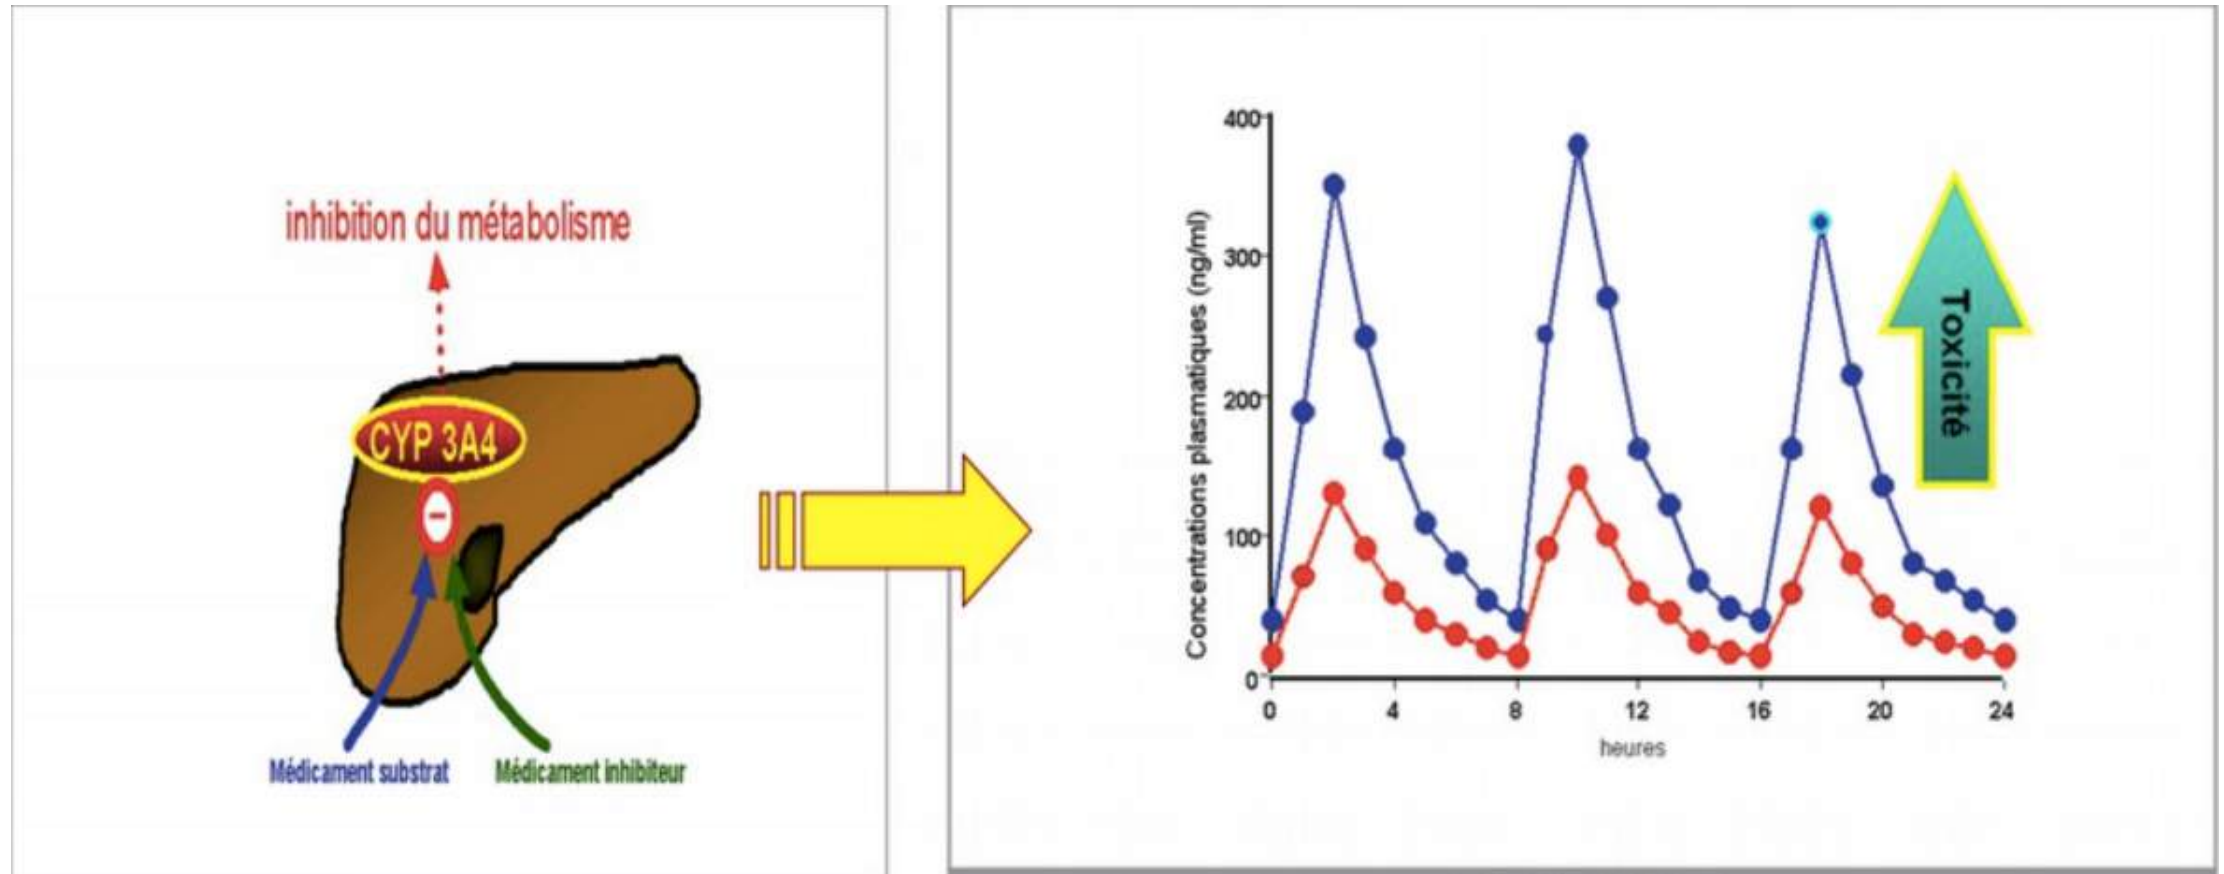 inhibition du métabolisme
CYP 3A4
−
Médicament substrat
Médicament inhibiteur
Concentrations plasmatiques (ng/ml)
400
300
200
100
0
0 4 8 12 16 20 24
heures
Toxicité